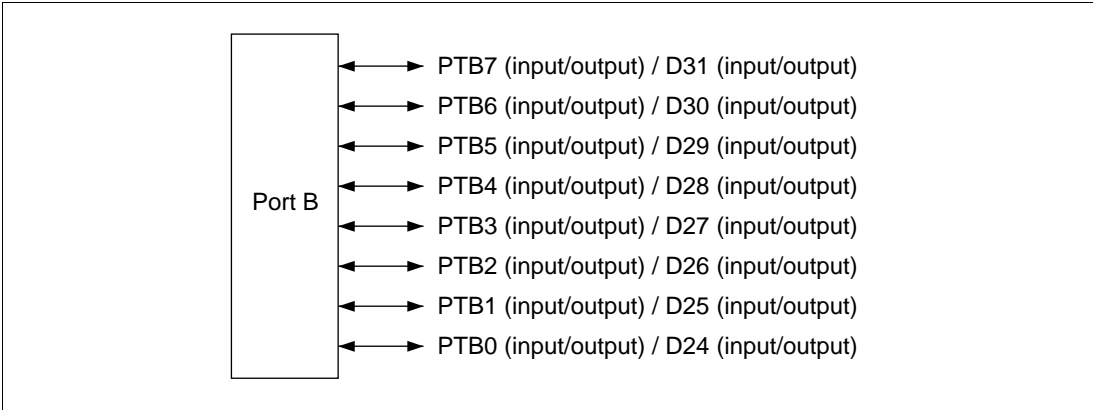 PTB7 (input/output) / D31 (input/output)
PTB6 (input/output) / D30 (input/output)
PTB5 (input/output) / D29 (input/output)
PTB4 (input/output) / D28 (input/output)
Port B
PTB3 (input/output) / D27 (input/output)
PTB2 (input/output) / D26 (input/output)
PTB1 (input/output) / D25 (input/output)
PTB0 (input/output) / D24 (input/output)